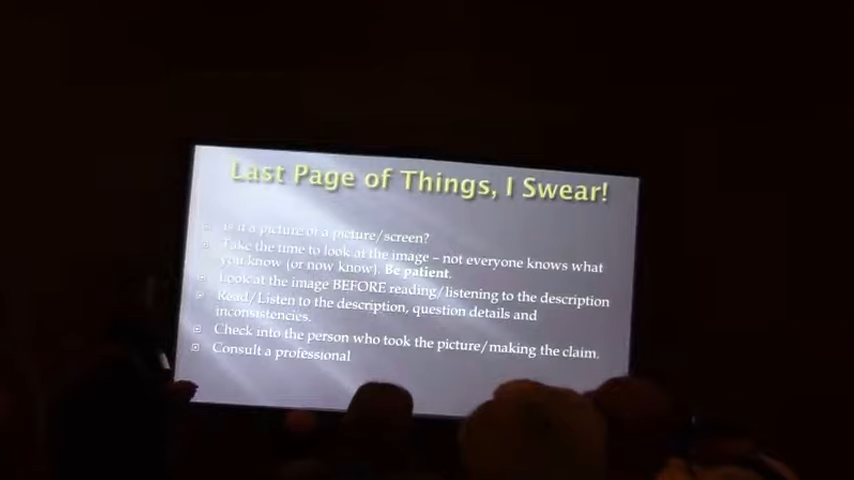 Last Page of Things, I Swear!
Is it a picture of a picture/screen?
Take the time to look at the image – not everyone knows what
you know (or now know). Be patient.
Look at the image BEFORE reading/listening to the description
Read/Listen to the description, question details and
inconsistencies.
Check into the person who took the picture/making the claim.
Consult a professional